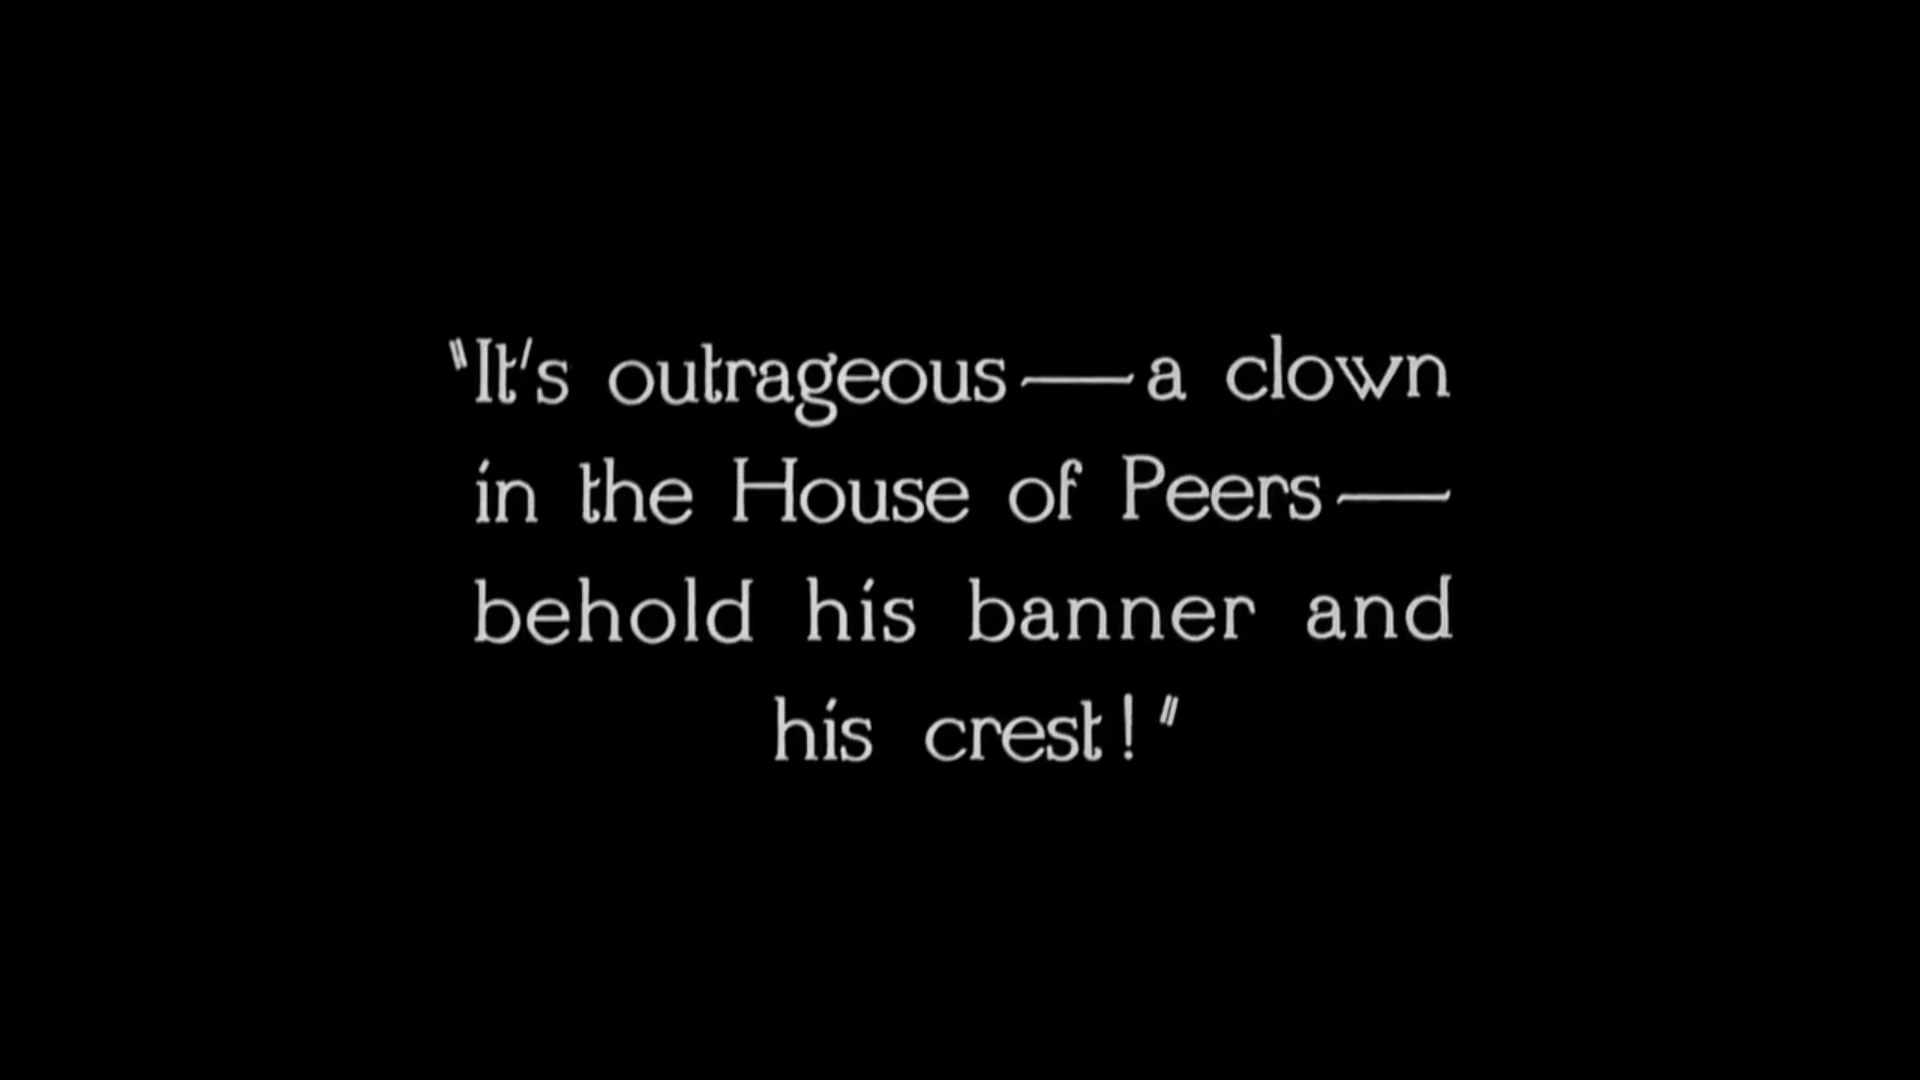 "It's outrageous—a clown
in the House of Peers—
behold his banner and
his crest!"